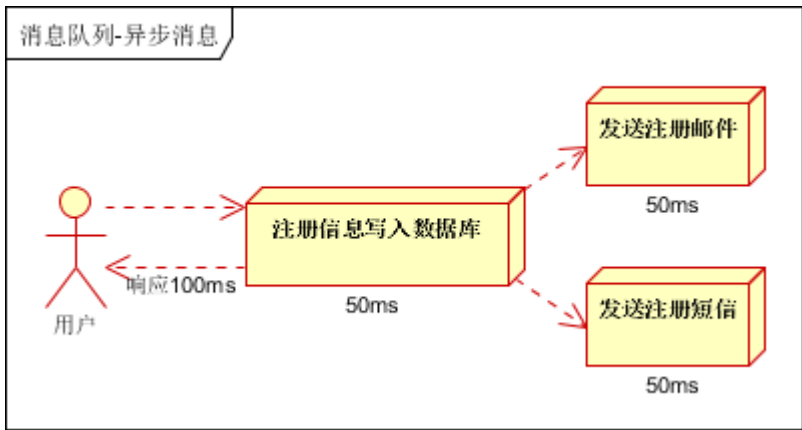 消息队列-异步消息
发送注册邮件
50ms
注册信息写入数据库
响应100ms
50ms
用户
发送注册短信
50ms